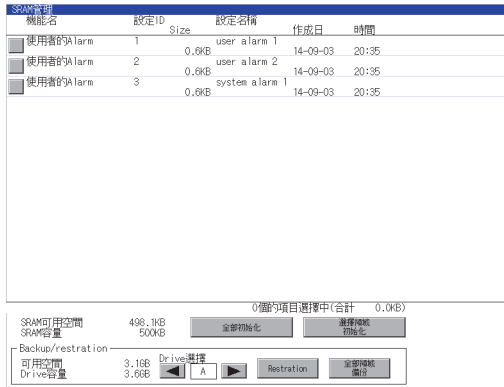 SRAM管理
機能名 設定ID 設定名稱
Size 作成日 時間
使用者的Alarm 1 user alarm 1
0.6KB 14-09-03 20:35
使用者的Alarm 2 user alarm 2
0.6KB 14-09-03 20:35
使用者的Alarm 3 system alarm 1
0.6KB 14-09-03 20:35
0個的項目選擇中(合計 0.0KB)
SRAM可用空間 498.1KB
SRAM容量 500KB
全部初始化
選擇領域
初始化
Backup/restration
可用空間 3.1GB
Drive容量 3.6GB
Drive選擇
A
Restration
全部領域
備份